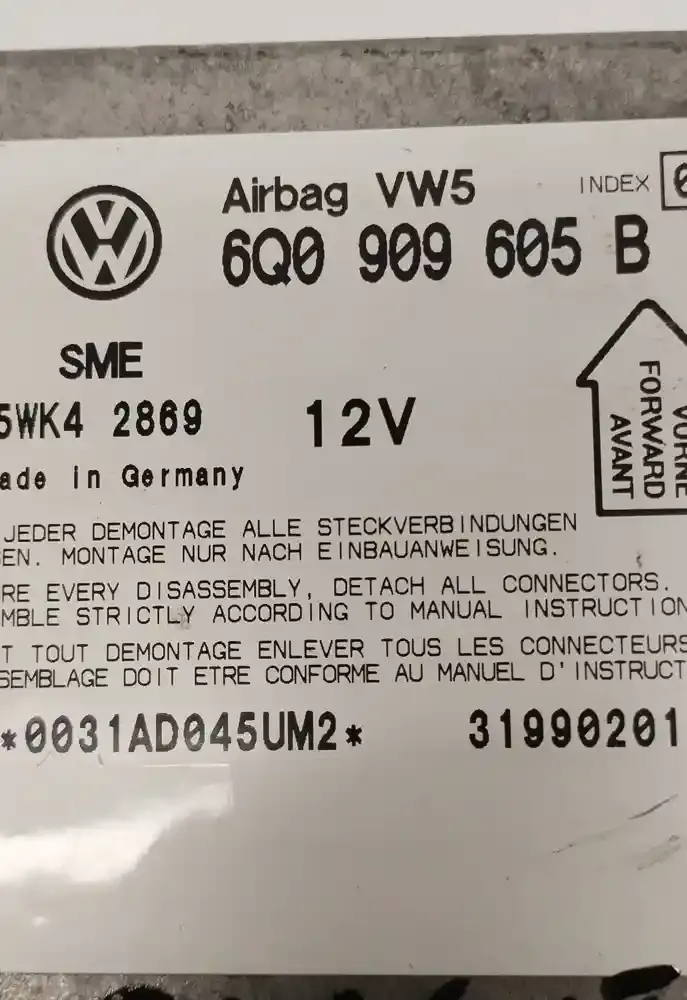 Airbag VW5 INDEX
6Q0 909 605 B
SME
5WK4 2869 12V
ade in Germany
VORNE
FORWARD
AVANT
JEDER DEMONTAGE ALLE STECKVERBINDUNGEN
EN. MONTAGE NUR NACH EINBAUANWEISUNG.
RE EVERY DISASSEMBLY, DETACH ALL CONNECTORS.
MBLE STRICTLY ACCORDING TO MANUAL INSTRUCTION
T TOUT DEMONTAGE ENLEVER TOUS LES CONNECTEURS
SEMBLAGE DOIT ETRE CONFORME AU MANUEL D'INSTRUCT
*0031AD045UM2* 31990201